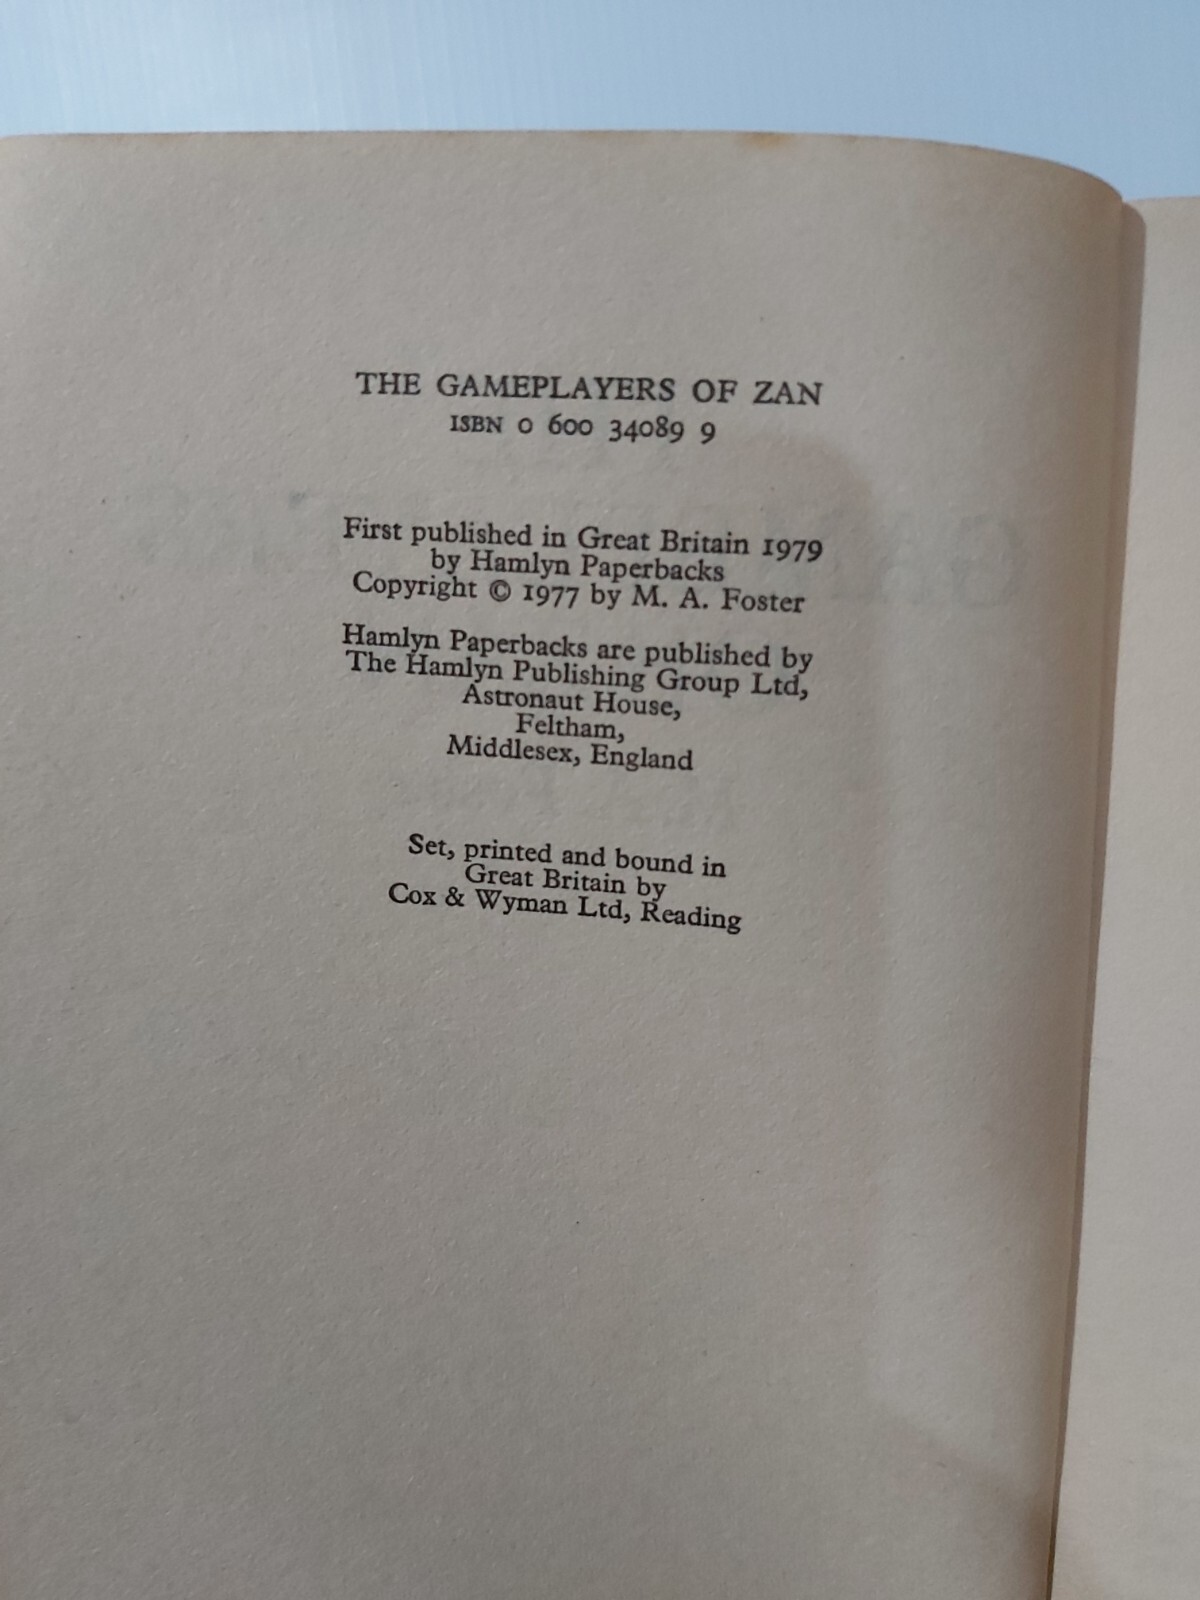 THE GAMEPLAYERS OF ZAN
ISBN 0 600 34089 9
First published in Great Britain 1979
by Hamlyn Paperbacks
Copyright © 1977 by M. A. Foster
Hamlyn Paperbacks are published by
The Hamlyn Publishing Group Ltd,
Astronaut House,
Feltham,
Middlesex, England
Set, printed and bound in
Great Britain by
Cox & Wyman Ltd, Reading